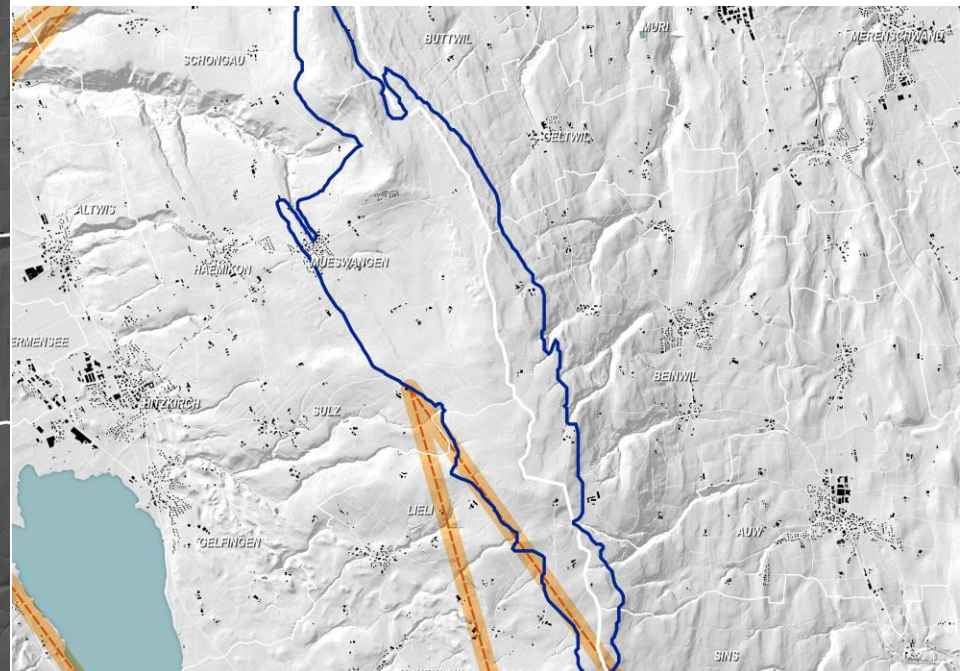 MURI
BUTTWIL
MERENSCHWAND
SCHONGAU
GELTWIL
ALTWIS
MUESWANGEN
HAEMIKON
ERMENSEE
BEINWIL
HITZKIRCH
SULZ
LIELI
AUW
GELFINGEN
SINS